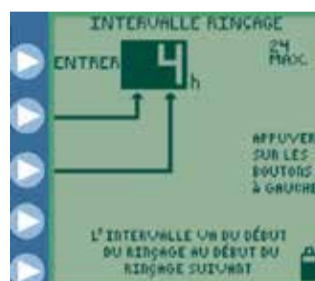 INTERVALLE RINÇAGE
24
MAX.
ENTRER 4 h
APPUYER
SUR LES
BOUTONS
À GAUCHE
L'INTERVALLE VA DU DÉBUT
DU RINÇAGE AU DÉBUT DU
RINÇAGE SUIVANT